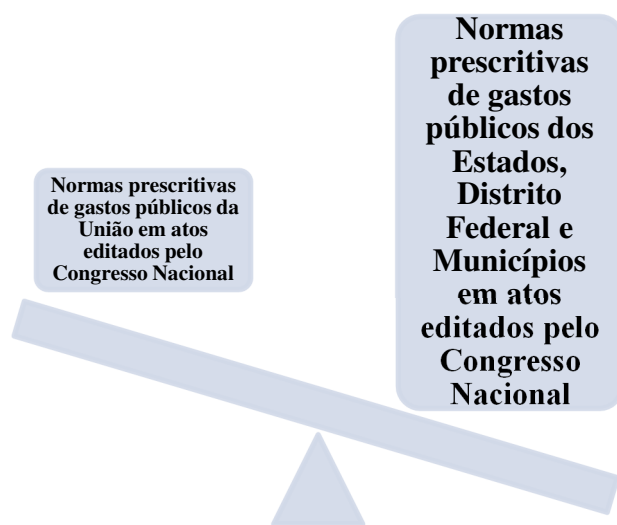 Normas prescritivas
de gastos públicos da
União em atos
editados pelo
Congresso Nacional
Normas
prescritivas
de gastos
públicos dos
Estados,
Distrito
Federal e
Municípios
em atos
editados pelo
Congresso
Nacional